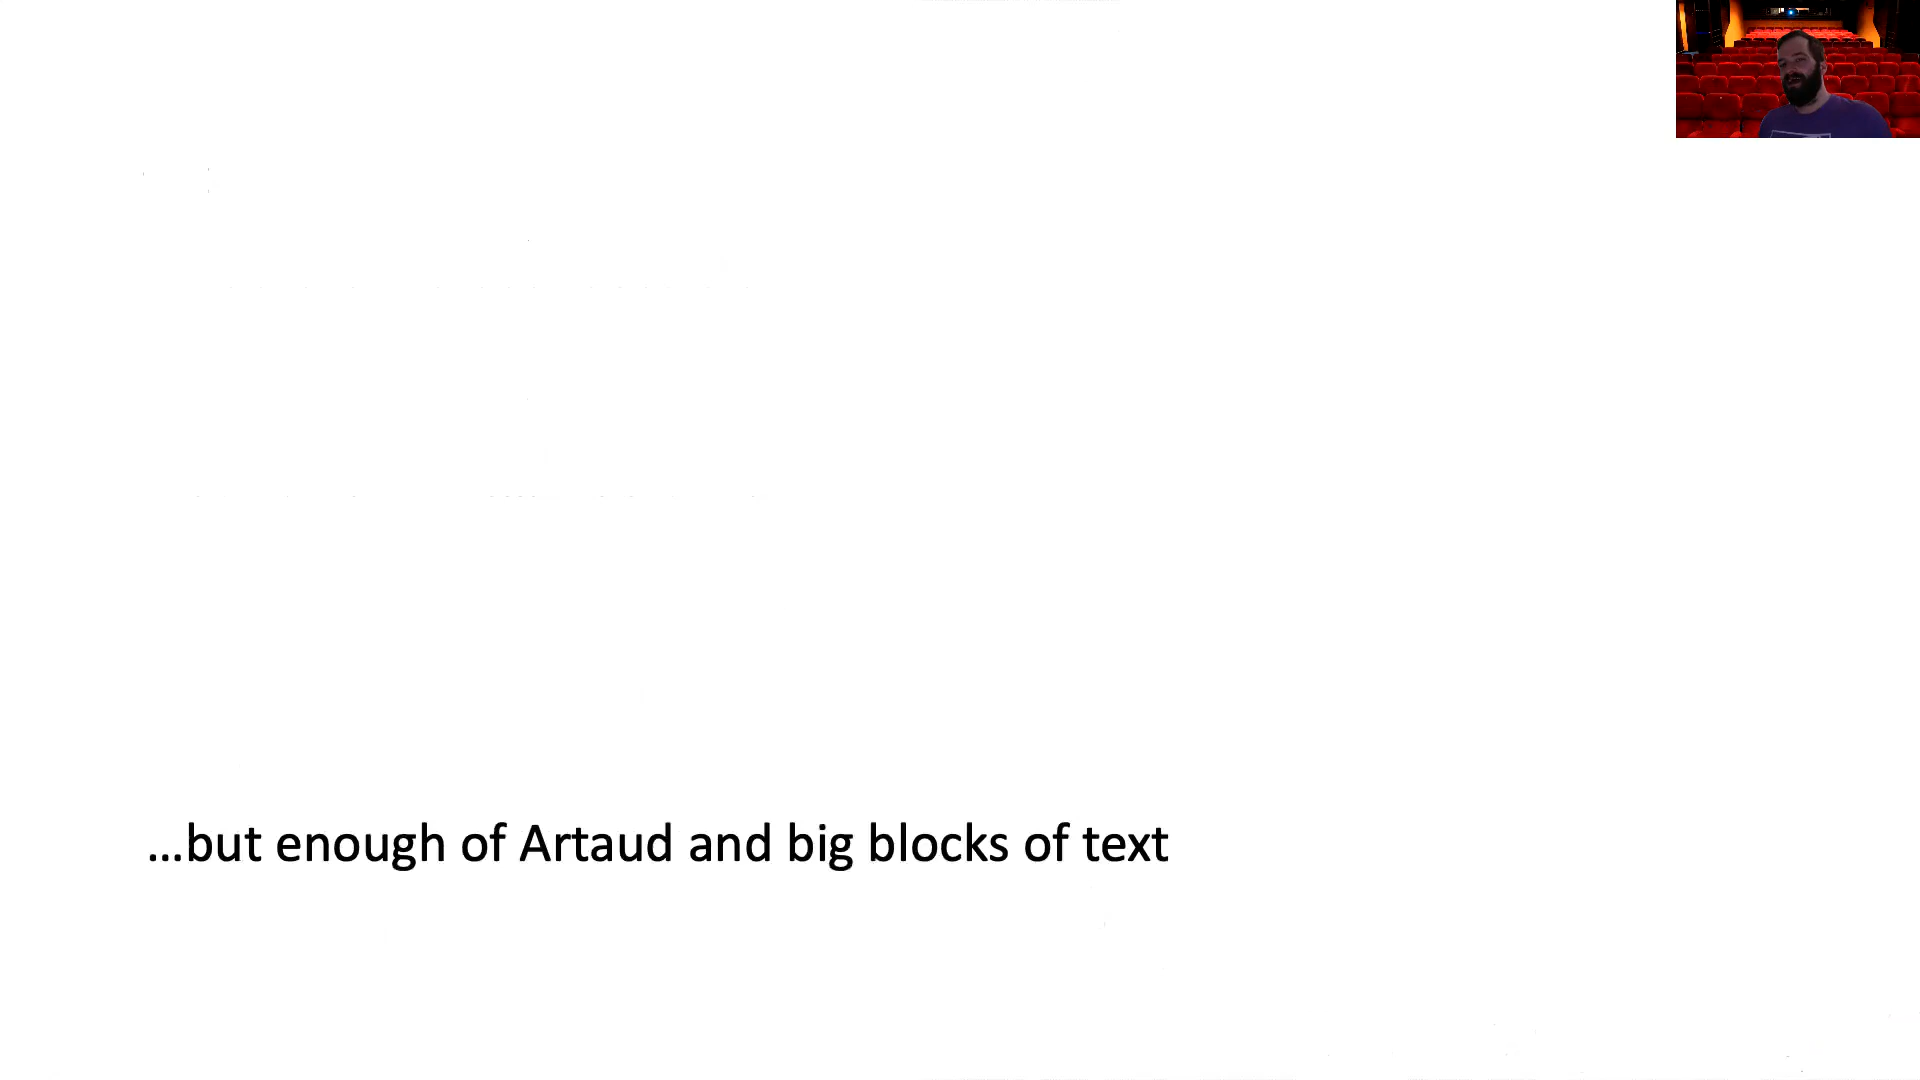 …but enough of Artaud and big blocks of text